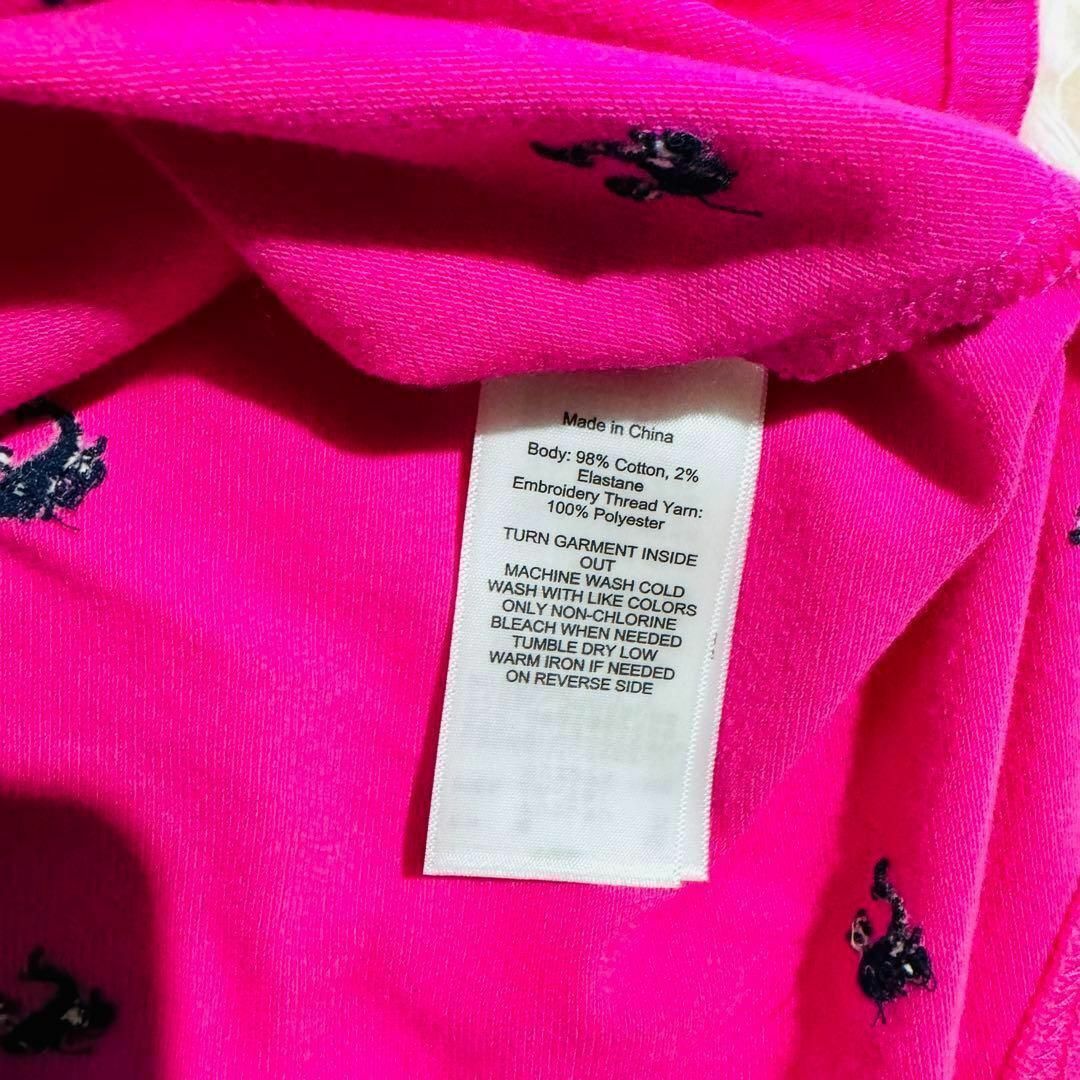 Made in China
Body: 98% Cotton, 2%
Elastane
Embroidery Thread Yarn:
100% Polyester
TURN GARMENT INSIDE
OUT
MACHINE WASH COLD
WASH WITH LIKE COLORS
ONLY NON-CHLORINE
BLEACH WHEN NEEDED
TUMBLE DRY LOW
WARM IRON IF NEEDED
ON REVERSE SIDE